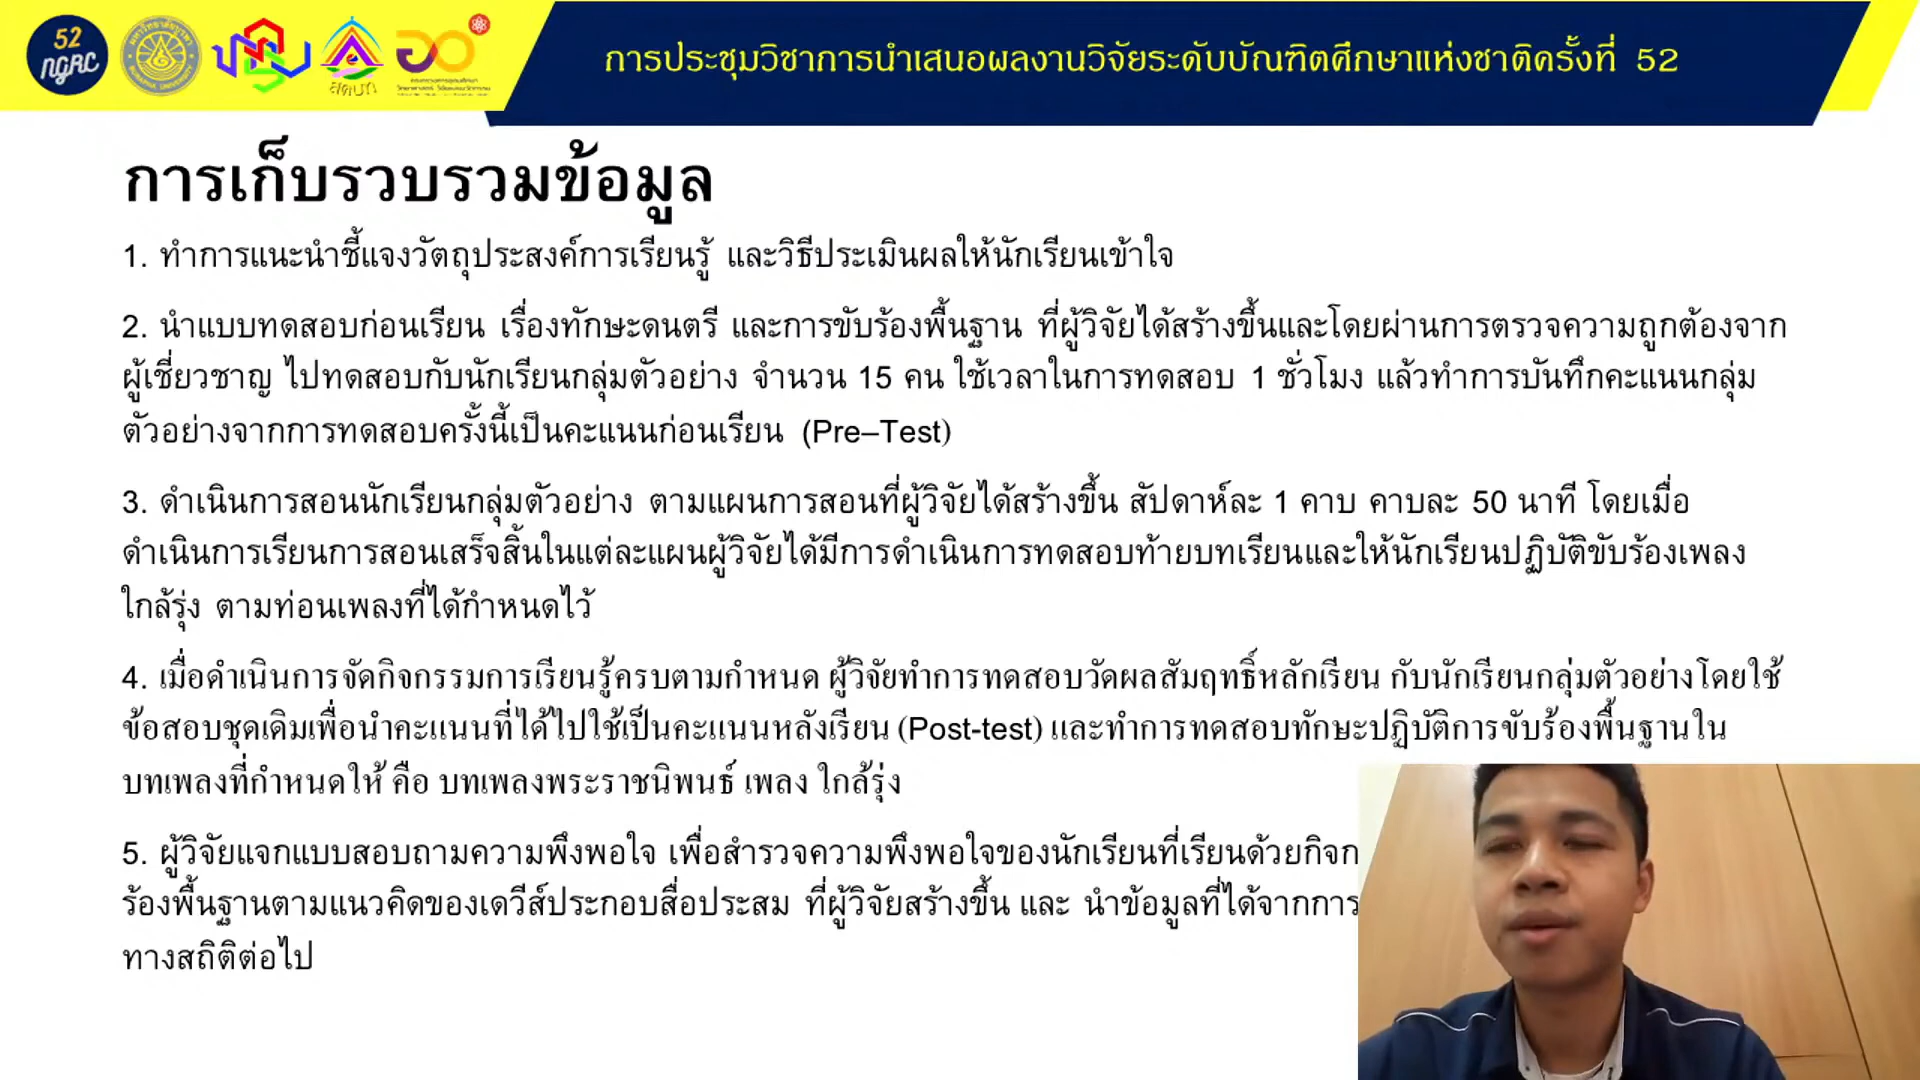 52
NGRC
การประชุมวิชาการนำเสนอผลงานวิจัยระดับบัณฑิตศึกษาแห่งชาติครั้งที่ 52
สคบท
การเก็บรวบรวมข้อมูล
1. ทำการแนะนำชี้แจงวัตถุประสงค์การเรียนรู้ และวิธีประเมินผลให้นักเรียนเข้าใจ
2. นำแบบทดสอบก่อนเรียน เรื่องทักษะดนตรี และการขับร้องพื้นฐาน ที่ผู้วิจัยได้สร้างขึ้นและโดยผ่านการตรวจความถูกต้องจาก
ผู้เชี่ยวชาญ ไปทดสอบกับนักเรียนกลุ่มตัวอย่าง จำนวน 15 คน ใช้เวลาในการทดสอบ 1 ชั่วโมง แล้วทำการบันทึกคะแนนกลุ่ม
ตัวอย่างจากการทดสอบครั้งนี้เป็นคะแนนก่อนเรียน (Pre–Test)
3. ดำเนินการสอนนักเรียนกลุ่มตัวอย่าง ตามแผนการสอนที่ผู้วิจัยได้สร้างขึ้น สัปดาห์ละ 1 คาบ คาบละ 50 นาที โดยเมื่อ
ดำเนินการเรียนการสอนเสร็จสิ้นในแต่ละแผนผู้วิจัยได้มีการดำเนินการทดสอบท้ายบทเรียนและให้นักเรียนปฏิบัติขับร้องเพลง
ใกล้รุ่ง ตามท่อนเพลงที่ได้กำหนดไว้
4. เมื่อดำเนินการจัดกิจกรรมการเรียนรู้ครบตามกำหนด ผู้วิจัยทำการทดสอบวัดผลสัมฤทธิ์หลักเรียน กับนักเรียนกลุ่มตัวอย่างโดยใช้
ข้อสอบชุดเดิมเพื่อนำคะแนนที่ได้ไปใช้เป็นคะแนนหลังเรียน (Post-test) และทำการทดสอบทักษะปฏิบัติการขับร้องพื้นฐานใน
บทเพลงที่กำหนดให้ คือ บทเพลงพระราชนิพนธ์ เพลง ใกล้รุ่ง
5. ผู้วิจัยแจกแบบสอบถามความพึงพอใจ เพื่อสำรวจความพึงพอใจของนักเรียนที่เรียนด้วยกิจก
ร้องพื้นฐานตามแนวคิดของเดวีส์ประกอบสื่อประสม ที่ผู้วิจัยสร้างขึ้น และ นำข้อมูลที่ได้จากการ
ทางสถิติต่อไป